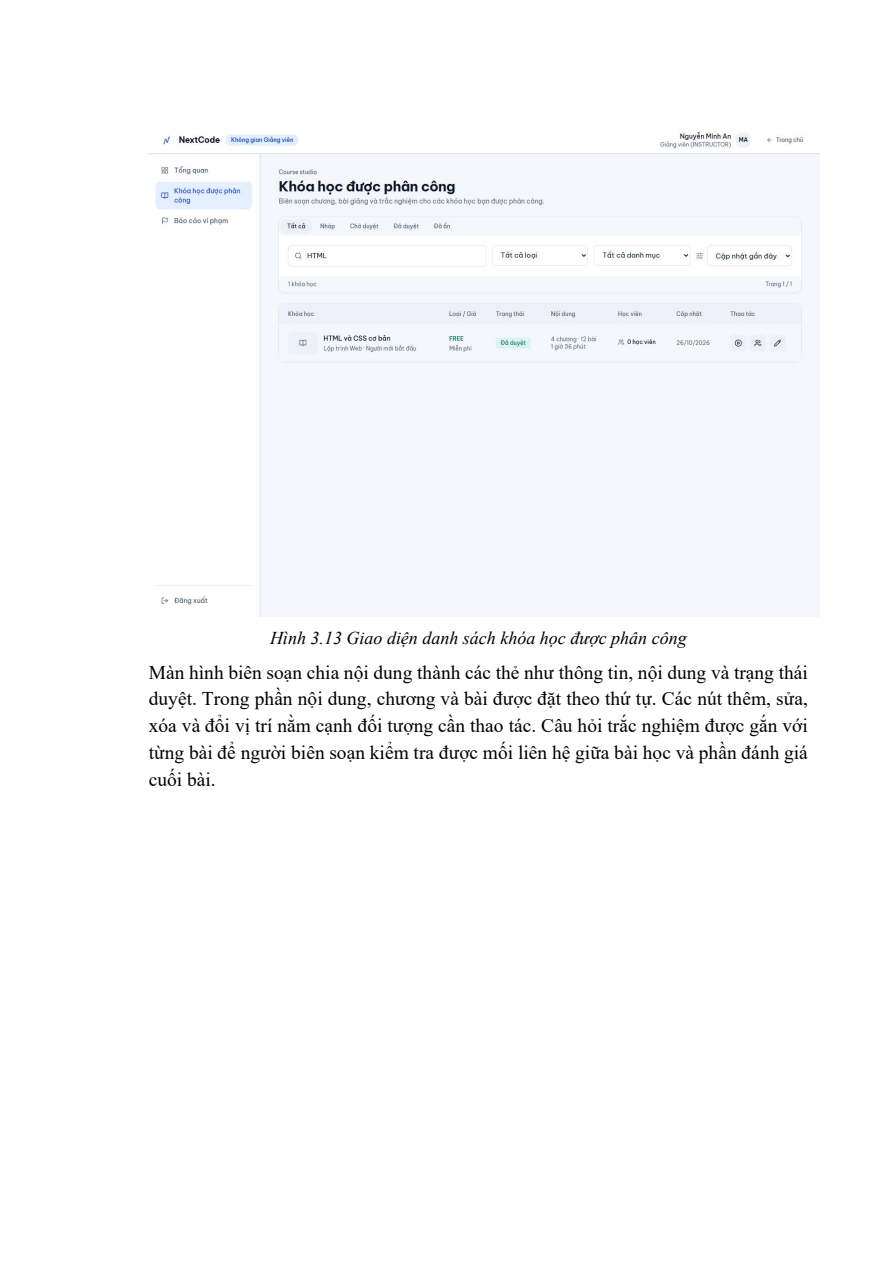 NextCode Không gian Giảng viên
Nguyễn Minh An
Giảng viên (INSTRUCTOR)
MA
← Trang chủ
Tổng quan
Khóa học được phân
công
Báo cáo vi phạm
Đăng xuất
Course studio
Khóa học được phân công
Biên soạn chương, bài giảng và trắc nghiệm cho các khóa học bạn được phân công.
Tất cả Nháp Chờ duyệt Đã duyệt Đã ẩn
HTML Tất cả loại Tất cả danh mục Cập nhật gần đây
1 khóa học Trang 1 / 1
Khóa học Loại / Giá Trạng thái Nội dung Học viên Cập nhật Thao tác
HTML và CSS cơ bản FREE Đã duyệt 4 chương · 12 bài 0 học viên 26/10/2026
Lập trình Web · Người mới bắt đầu Miễn phí 1 giờ 36 phút
Hình 3.13 Giao diện danh sách khóa học được phân công
Màn hình biên soạn chia nội dung thành các thẻ như thông tin, nội dung và trạng thái
duyệt. Trong phần nội dung, chương và bài được đặt theo thứ tự. Các nút thêm, sửa,
xóa và đổi vị trí nằm cạnh đối tượng cần thao tác. Câu hỏi trắc nghiệm được gắn với
từng bài để người biên soạn kiểm tra được mối liên hệ giữa bài học và phần đánh giá
cuối bài.